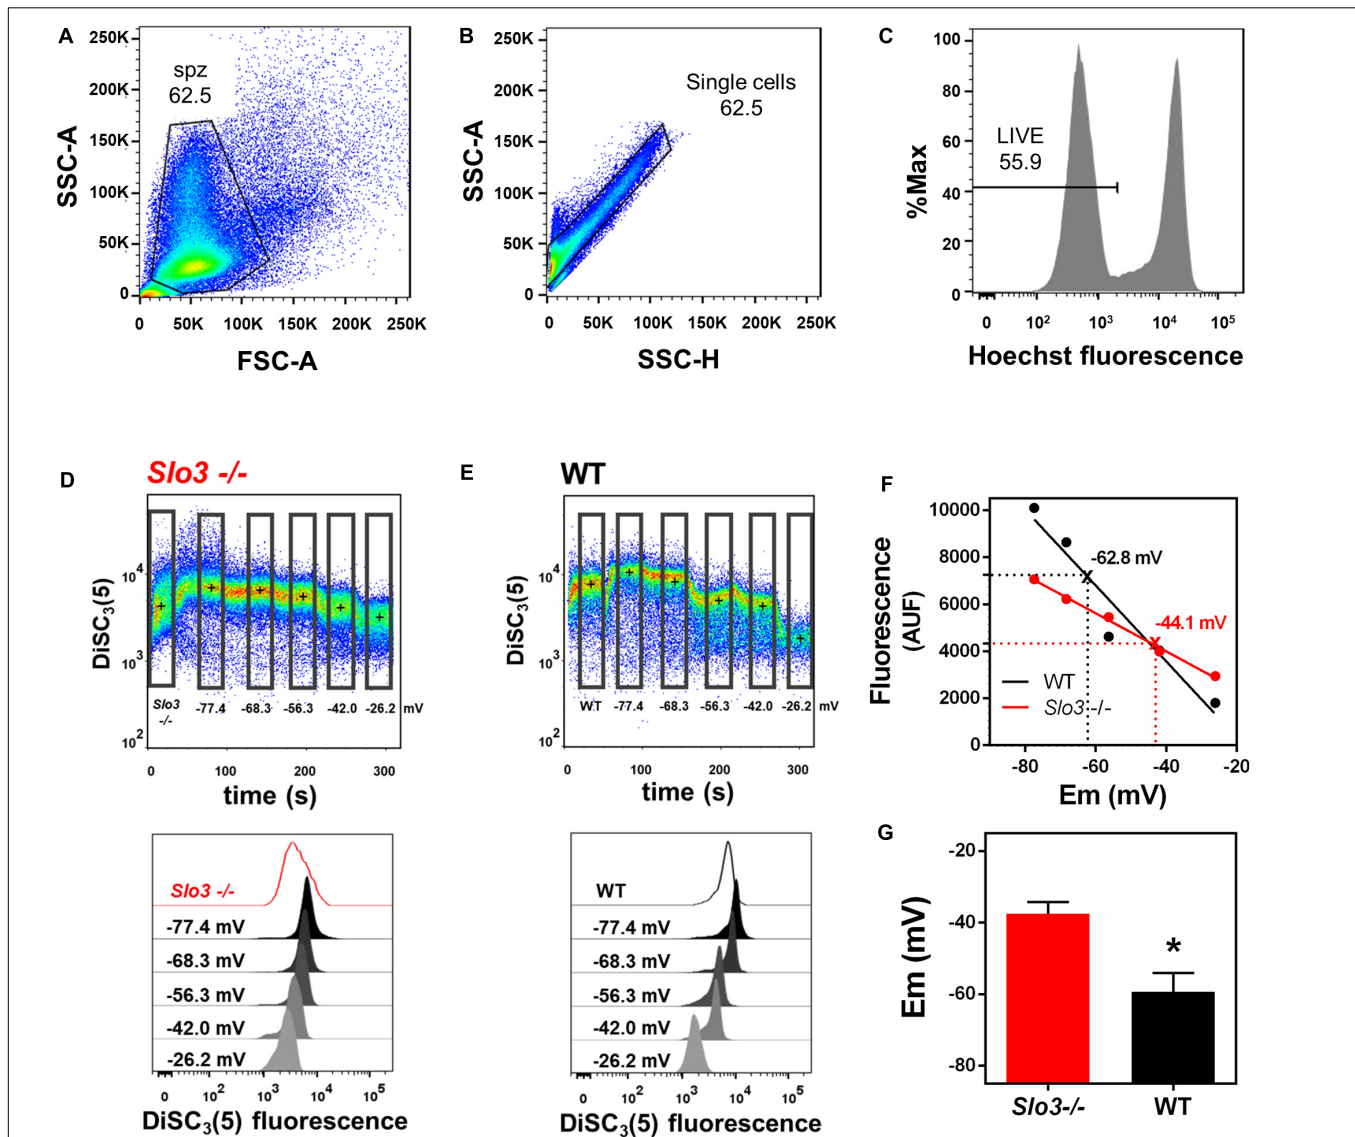 A
250K
200K
150K
100K
50K
0
SSC-A
spz
62.5
0 50K 100K 150K 200K 250K
FSC-A
B
250K
200K
150K
100K
50K
0
SSC-A
Single cells
62.5
0 50K 100K 150K 200K 250K
SSC-H
C
100
80
60
40
20
0
%Max
LIVE
55.9
0 10² 10³ 10⁴ 10⁵
Hoechst fluorescence
D
Slo3 -/-
10⁴
10³
10²
DiSC₃(5)
Slo3 -/- -77.4 -68.3 -56.3 -42.0 -26.2 mV
0 100 200 300
time (s)
Slo3 -/-
-77.4 mV
-68.3 mV
-56.3 mV
-42.0 mV
-26.2 mV
0 10² 10³ 10⁴ 10⁵
DiSC₃(5) fluorescence
E
WT
10⁴
10³
10²
DiSC₃(5)
WT -77.4 -68.3 -56.3 -42.0 -26.2 mV
0 100 200 300
time (s)
WT
-77.4 mV
-68.3 mV
-56.3 mV
-42.0 mV
-26.2 mV
0 10² 10³ 10⁴ 10⁵
DiSC₃(5) fluorescence
F
10000
8000
6000
4000
2000
0
Fluorescence
(AUF)
-62.8 mV
-44.1 mV
WT
Slo3 -/-
-80 -60 -40 -20
Em (mV)
G
-20
-40
-60
-80
Em (mV)
*
Slo3-/- WT